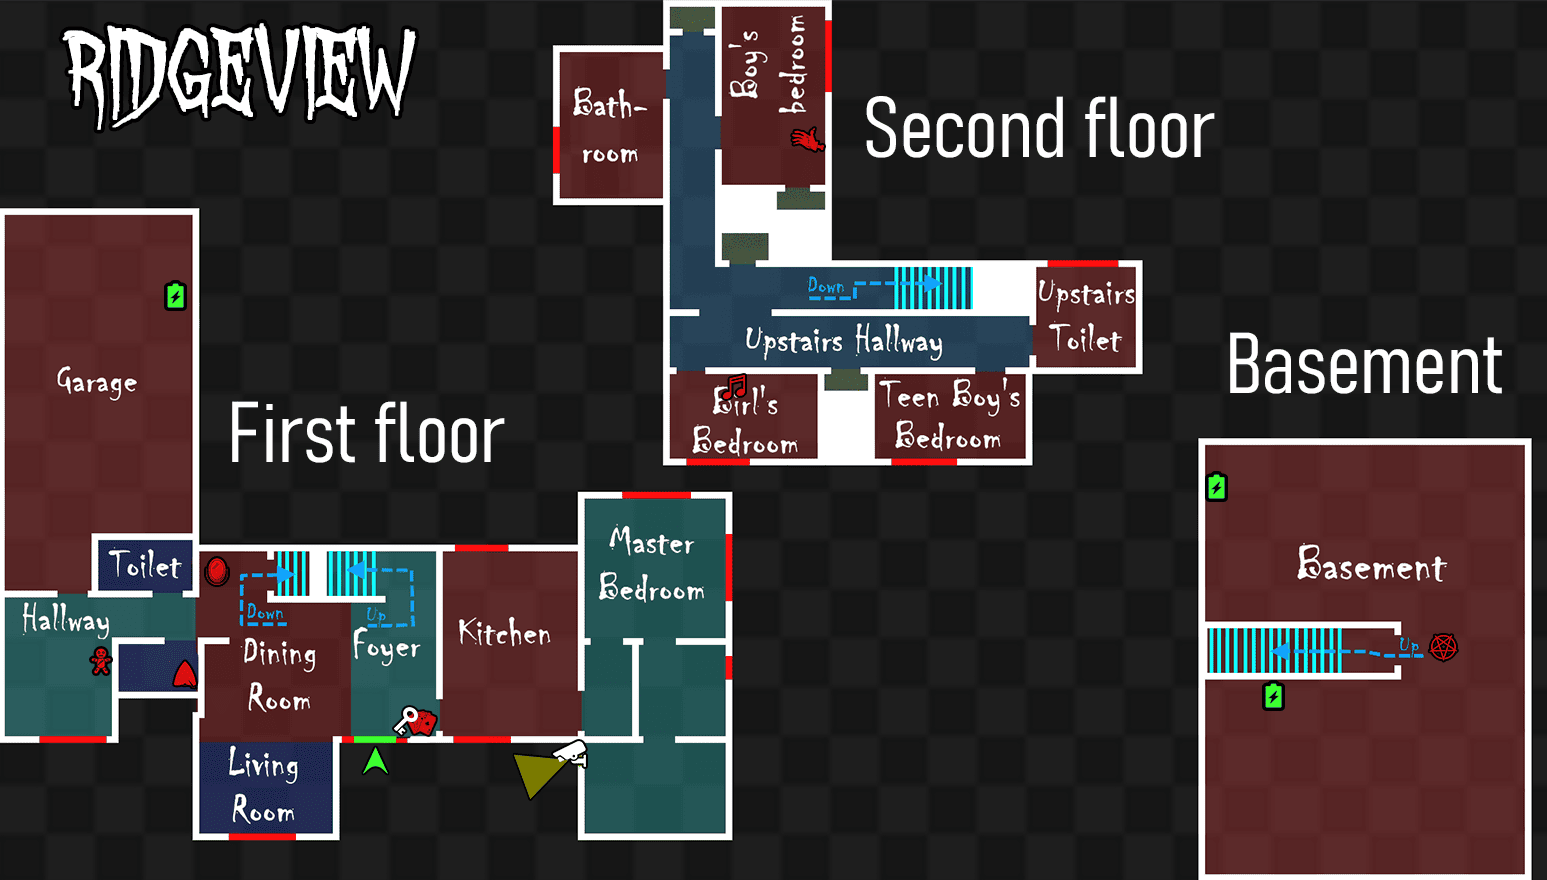 RIDGEVIEW
Bath-
room
Boy's
bedroom
Second floor
Down
Upstairs
Toilet
Upstairs Hallway
Girl's
Bedroom
Teen Boy's
Bedroom
Garage
First floor
Toilet
Hallway
Down
Dining
Room
Up
Foyer
Kitchen
Master
Bedroom
Living
Room
Basement
Basement
Up